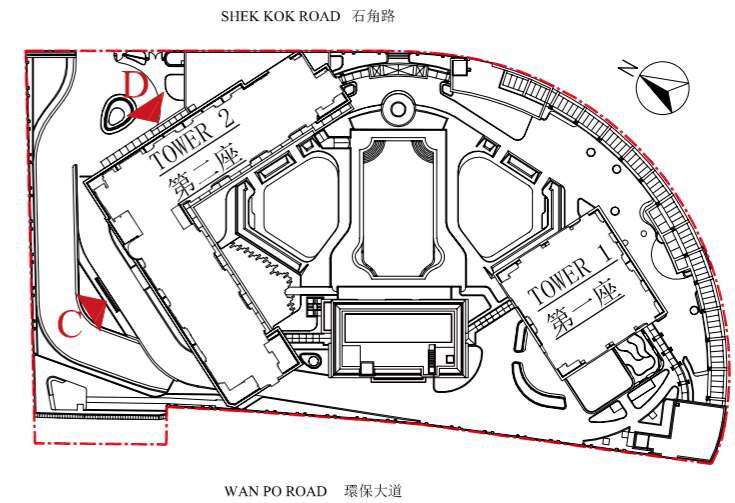 SHEK KOK ROAD 石角路
N
D
TOWER 2
第二座
TOWER 1
第一座
C
WAN PO ROAD 環保大道